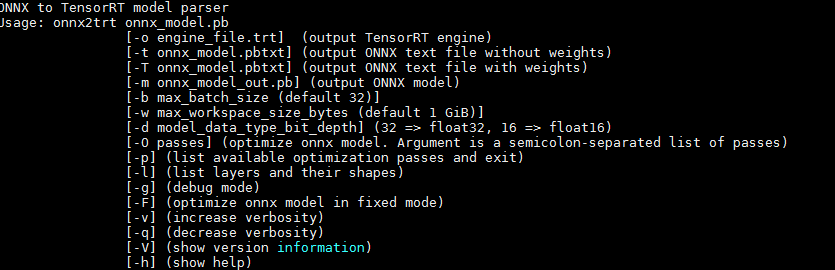 ONNX to TensorRT model parser
Usage: onnx2trt onnx_model.pb
[-o engine_file.trt]  (output TensorRT engine)
[-t onnx_model.pbtxt] (output ONNX text file without weights)
[-T onnx_model.pbtxt] (output ONNX text file with weights)
[-m onnx_model_out.pb] (output ONNX model)
[-b max_batch_size (default 32)]
[-w max_workspace_size_bytes (default 1 GiB)]
[-d model_data_type_bit_depth] (32 => float32, 16 => float16)
[-O passes] (optimize onnx model. Argument is a semicolon-separated list of passes)
[-p] (list available optimization passes and exit)
[-l] (list layers and their shapes)
[-g] (debug mode)
[-F] (optimize onnx model in fixed mode)
[-v] (increase verbosity)
[-q] (decrease verbosity)
[-V] (show version information)
[-h] (show help)